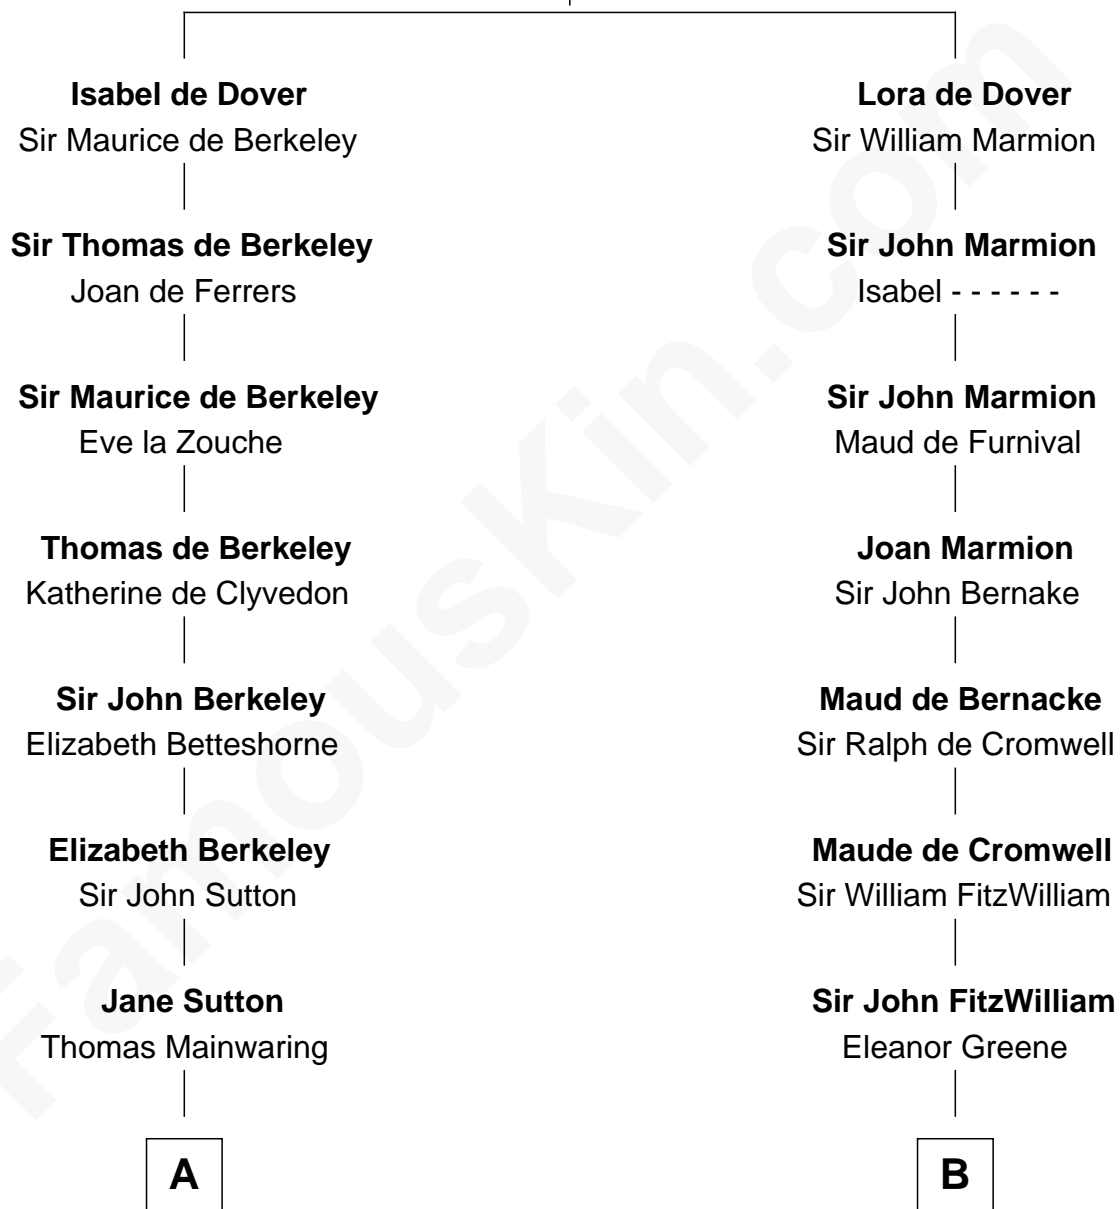 Isabel de Dover
Sir Maurice de Berkeley
Lora de Dover
Sir William Marmion
Sir Thomas de Berkeley
Joan de Ferrers
Sir John Marmion
Isabel - - - - - -
Sir Maurice de Berkeley
Eve la Zouche
Sir John Marmion
Maud de Furnival
Thomas de Berkeley
Katherine de Clyvedon
Joan Marmion
Sir John Bernake
Sir John Berkeley
Elizabeth Betteshorne
Maud de Bernacke
Sir Ralph de Cromwell
Elizabeth Berkeley
Sir John Sutton
Maude de Cromwell
Sir William FitzWilliam
Jane Sutton
Thomas Mainwaring
Sir John FitzWilliam
Eleanor Greene
A
B
FamousKin.com